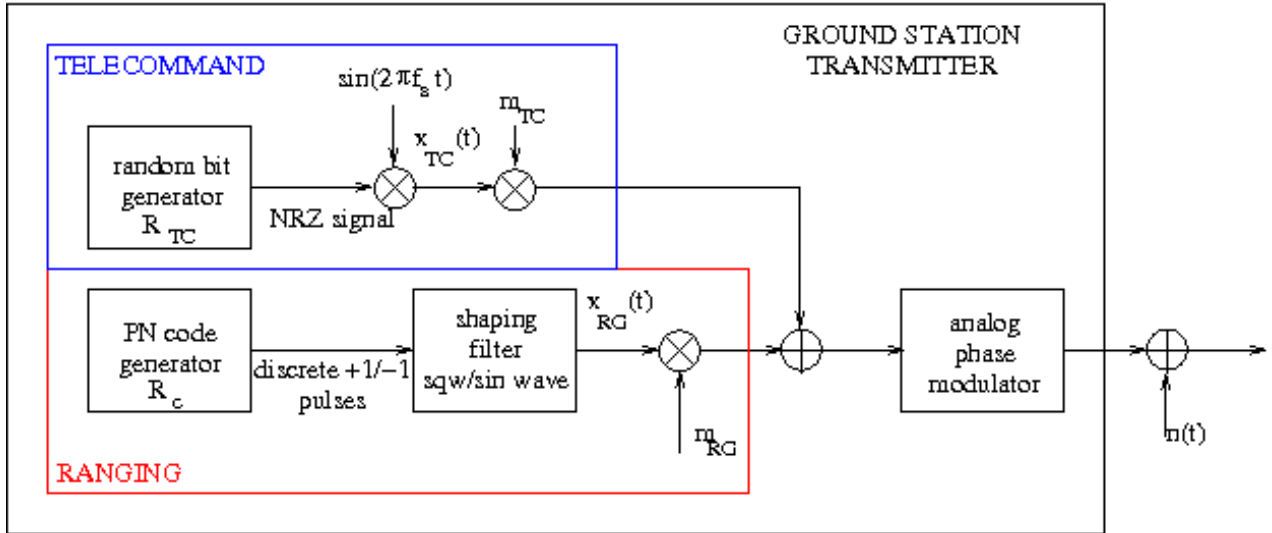 GROUND STATION
TRANSMITTER
TELECOMMAND
sin(2πf_s t)
m_TC
x_TC(t)
random bit
generator
R_TC
NRZ signal
PN code
generator
R_c
discrete +1/−1
pulses
shaping
filter
sqw/sin wave
x_RG(t)
m_RG
analog
phase
modulator
n(t)
RANGING